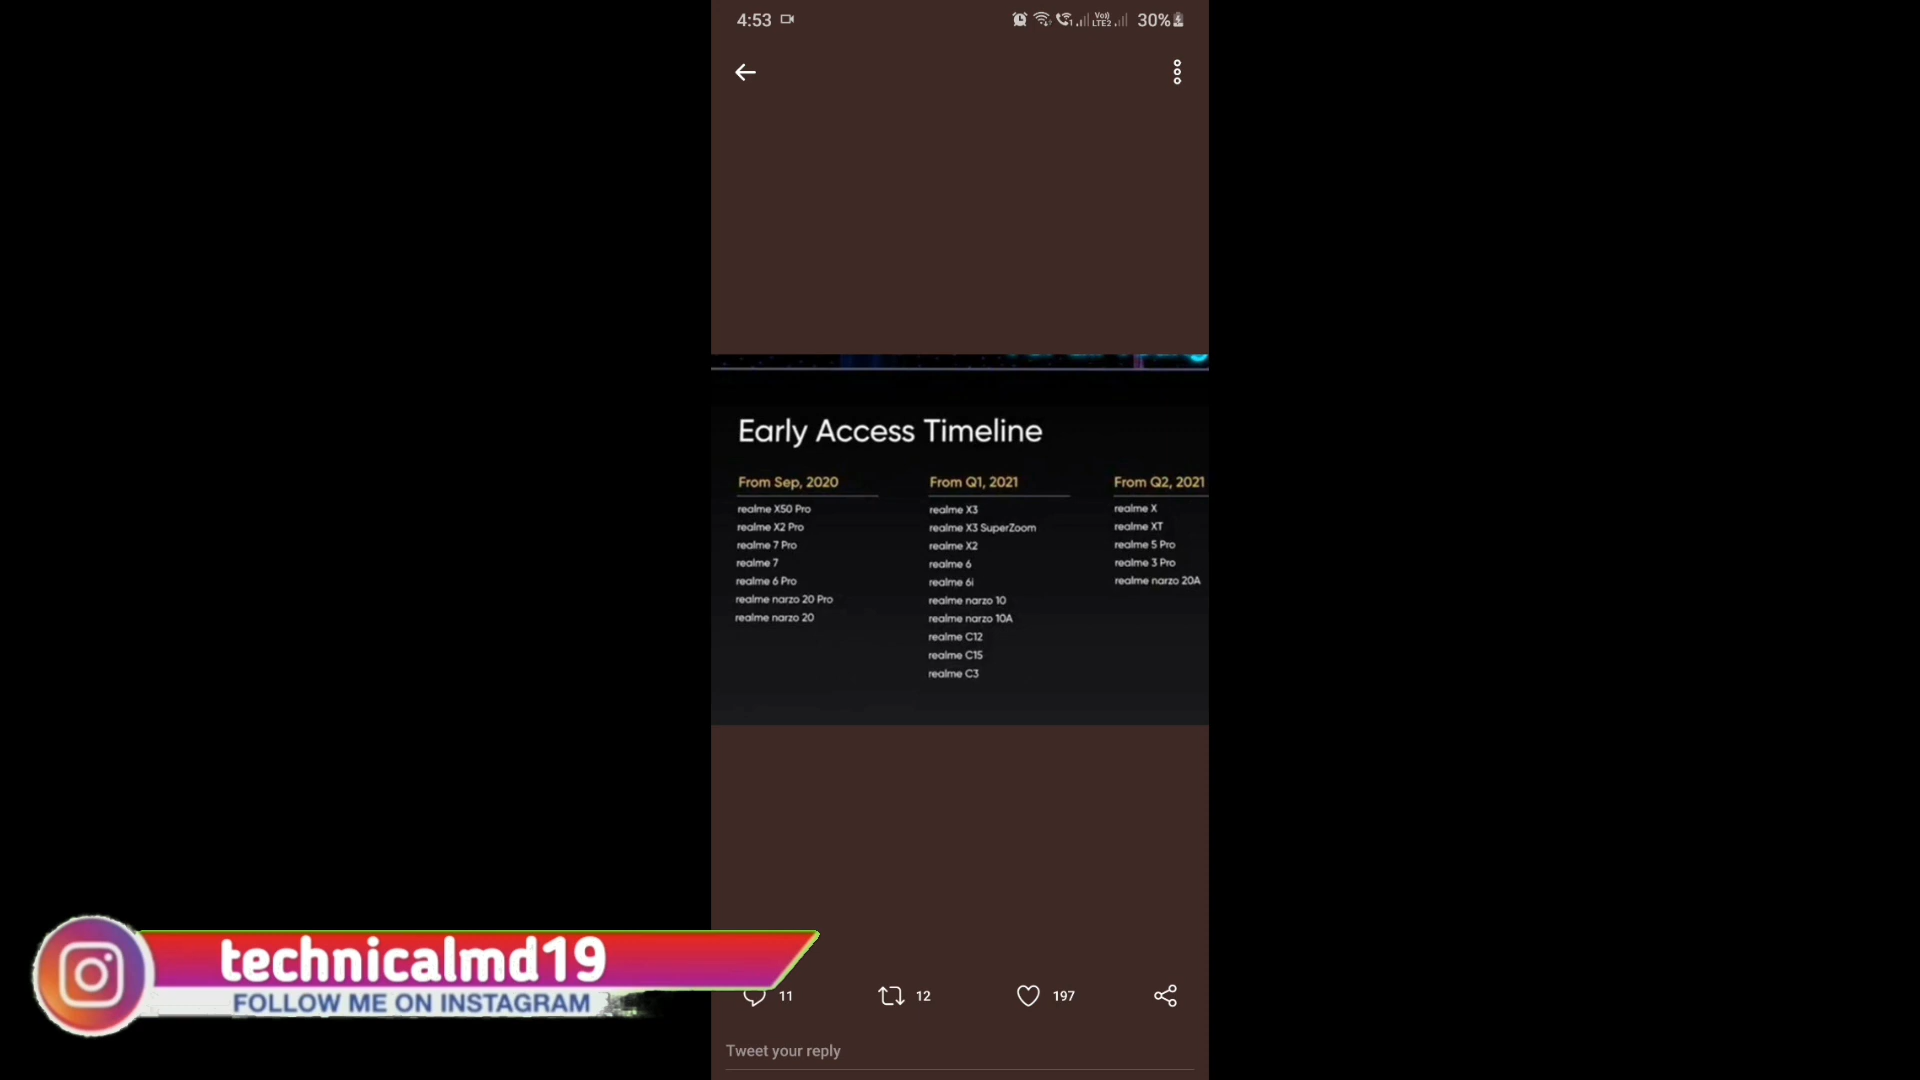 4:53
Vo))
LTE2
30%
Early Access Timeline
From Sep, 2020
realme X50 Pro
realme X2 Pro
realme 7 Pro
realme 7
realme 6 Pro
realme narzo 20 Pro
realme narzo 20
From Q1, 2021
realme X3
realme X3 SuperZoom
realme X2
realme 6
realme 6i
realme narzo 10
realme narzo 10A
realme C12
realme C15
realme C3
From Q2, 2021
realme X
realme XT
realme 5 Pro
realme 3 Pro
realme narzo 20A
technicalmd19
FOLLOW ME ON INSTAGRAM
11
12
197
Tweet your reply